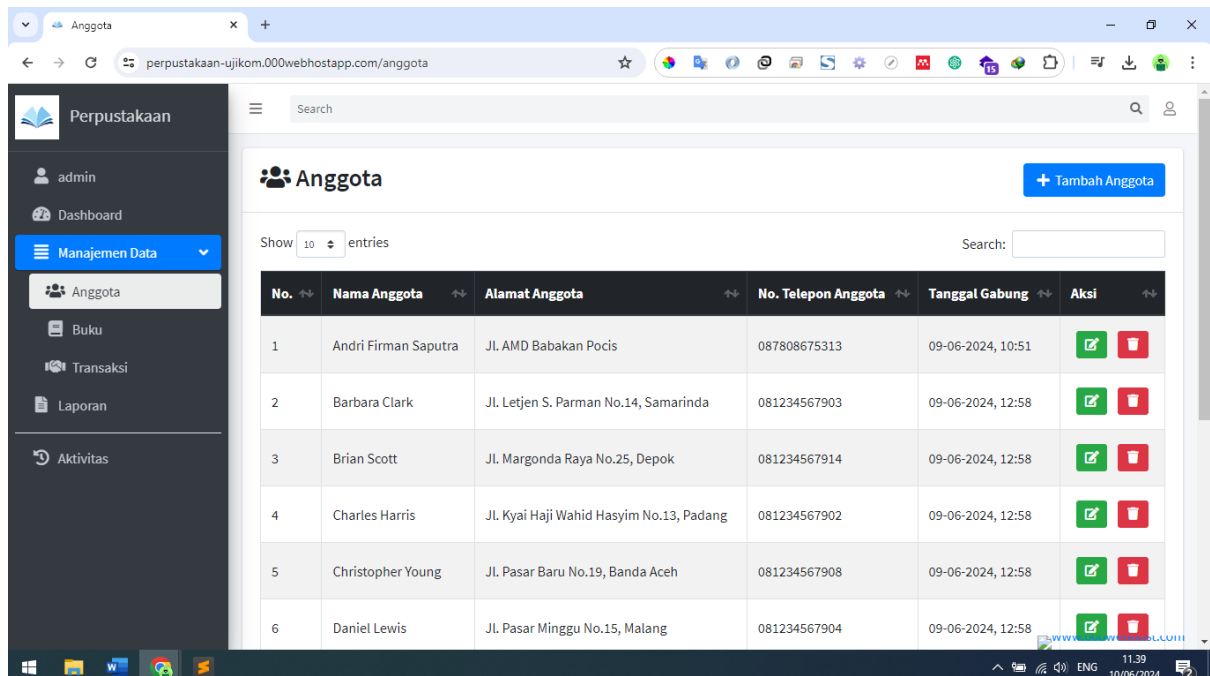 Anggota
perpustakaan-ujikom.000webhostapp.com/anggota
15
Perpustakaan
Search
admin
Dashboard
Manajemen Data
Anggota
Buku
Transaksi
Laporan
Aktivitas
Anggota
Tambah Anggota
Show 10 entries
Search:
No. Nama Anggota Alamat Anggota No. Telepon Anggota Tanggal Gabung Aksi
1 Andri Firman Saputra Jl. AMD Babakan Pocis 087808675313 09-06-2024, 10:51
2 Barbara Clark Jl. Letjen S. Parman No.14, Samarinda 081234567903 09-06-2024, 12:58
3 Brian Scott Jl. Margonda Raya No.25, Depok 081234567914 09-06-2024, 12:58
4 Charles Harris Jl. Kyai Haji Wahid Hasyim No.13, Padang 081234567902 09-06-2024, 12:58
5 Christopher Young Jl. Pasar Baru No.19, Banda Aceh 081234567908 09-06-2024, 12:58
6 Daniel Lewis Jl. Pasar Minggu No.15, Malang 081234567904 09-06-2024, 12:58
ENG
11.39
10/06/2024